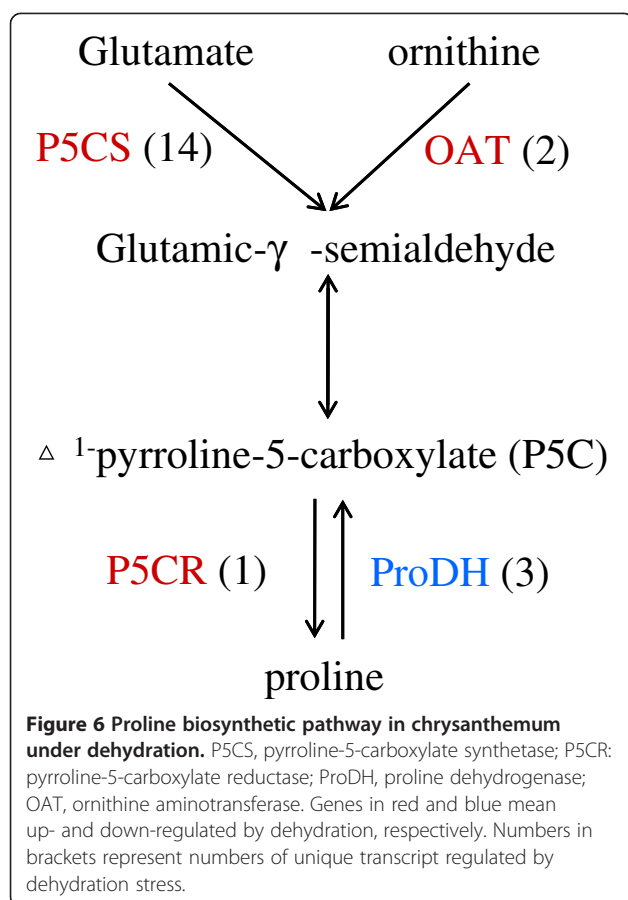 Glutamate ornithine
P5CS (14) OAT (2)
Glutamic-γ -semialdehyde
△ 1-pyrroline-5-carboxylate (P5C)
P5CR (1) ProDH (3)
proline
Figure 6 Proline biosynthetic pathway in chrysanthemum
under dehydration. P5CS, pyrroline-5-carboxylate synthetase; P5CR:
pyrroline-5-carboxylate reductase; ProDH, proline dehydrogenase;
OAT, ornithine aminotransferase. Genes in red and blue mean
up- and down-regulated by dehydration, respectively. Numbers in
brackets represent numbers of unique transcript regulated by
dehydration stress.